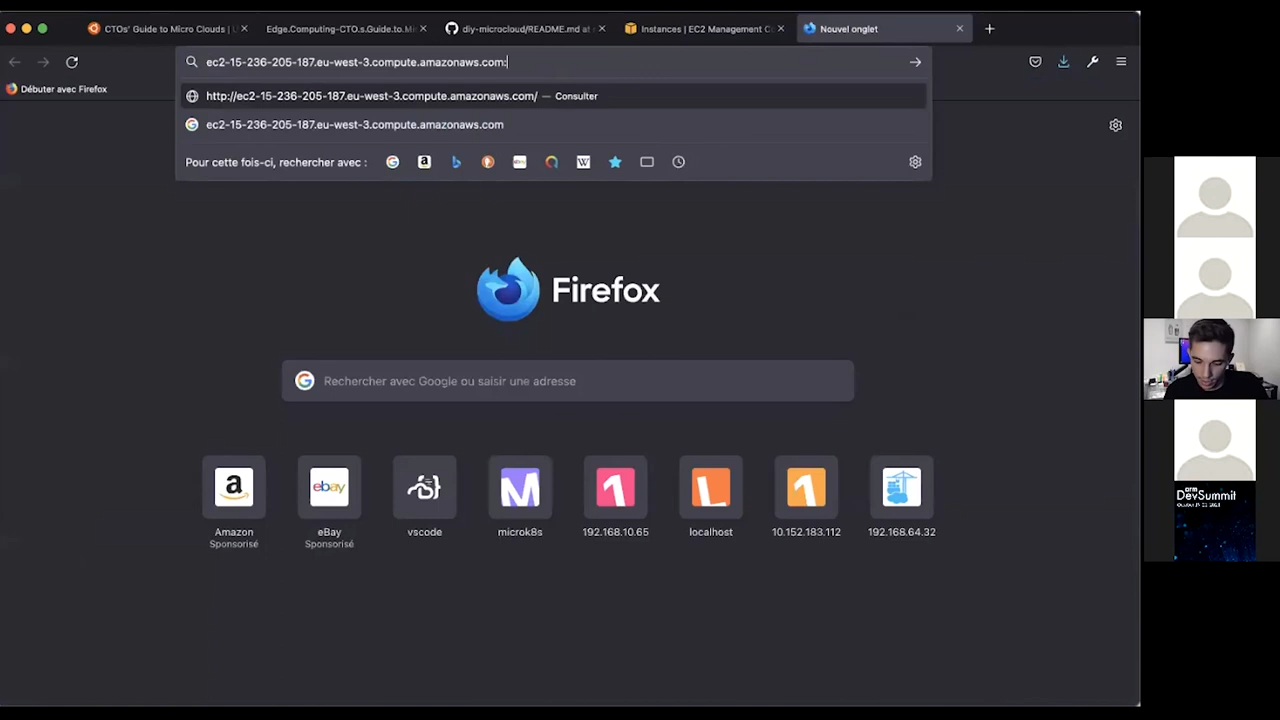 CTOs' Guide to Micro Clouds | U
Edge.Computing-CTO.s.Guide.to.Mi
diy-microcloud/README.md at
Instances | EC2 Management C
Nouvel onglet
ec2-15-236-205-187.eu-west-3.compute.amazonaws.com:
Débuter avec Firefox
http://ec2-15-236-205-187.eu-west-3.compute.amazonaws.com/ — Consulter
ec2-15-236-205-187.eu-west-3.compute.amazonaws.com
Pour cette fois-ci, rechercher avec :
Firefox
Rechercher avec Google ou saisir une adresse
Amazon
Sponsorisé
eBay
Sponsorisé
vscode
microk8s
192.168.10.65
localhost
10.152.183.112
192.168.64.32
arm
DevSummit